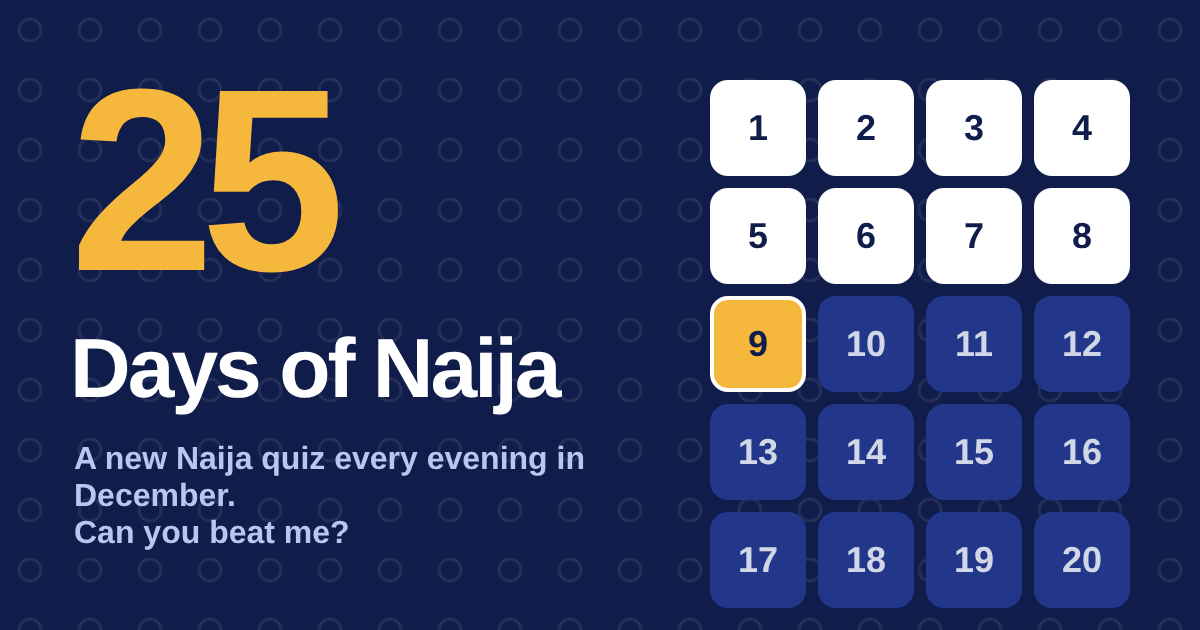 25
Days of Naija
A new Naija quiz every evening in
December.
Can you beat me?
1 2 3 4
5 6 7 8
9 10 11 12
13 14 15 16
17 18 19 20